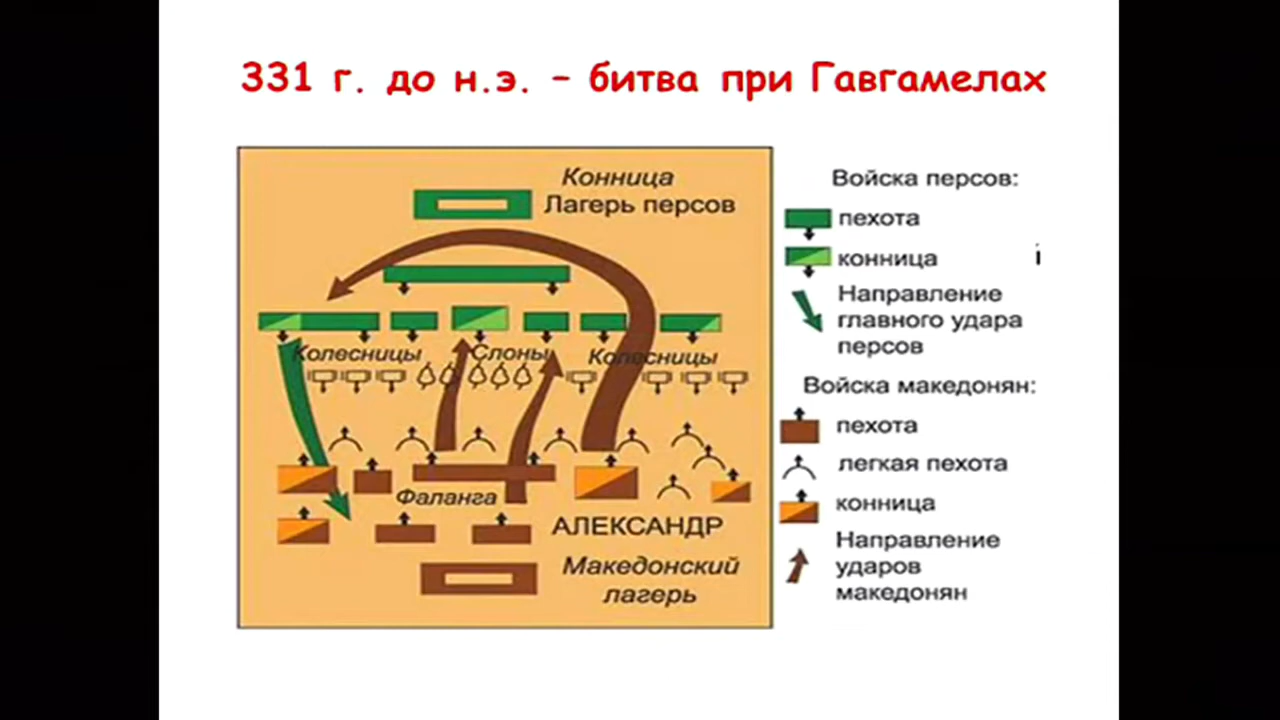 331 г. до н.э. – битва при Гавгамелах
Конница
Лагерь персов
Колесницы
Слоны
Колесницы
Фаланга
АЛЕКСАНДР
Македонский
лагерь
Войска персов:
пехота
конница
Направление
главного удара
персов
Войска македонян:
пехота
легкая пехота
конница
Направление
ударов
македонян